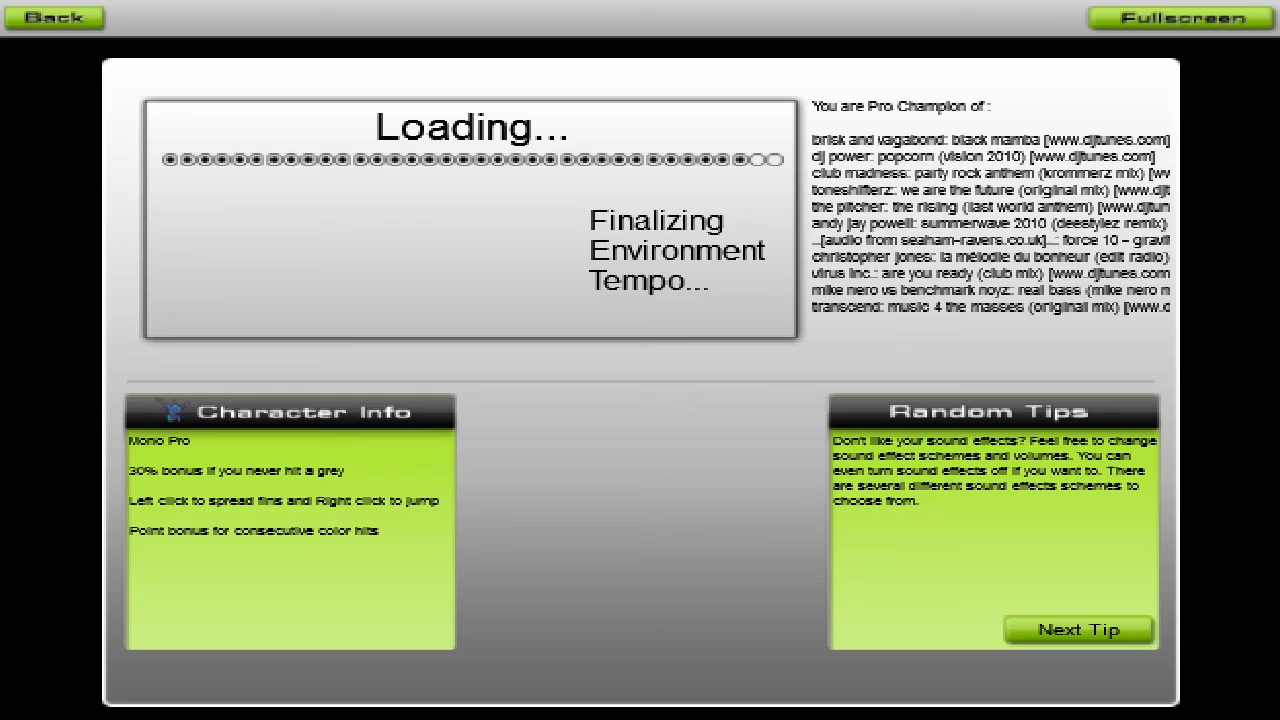 Back
Fullscreen
Loading...
Finalizing
Environment
Tempo...
You are Pro Champion of :
brisk and vagabond: black mamba [www.djtunes.com]
dj power: popcorn (vision 2010) [www.djtunes.com]
club madness: party rock anthem (krommerz mix) [ww
toneshifterz: we are the future (original mix) [www.djt
the pitcher: the rising (last world anthem) [www.djtun
andy jay powell: summerwave 2010 (deestylez remix)
..[audio from seaham-ravers.co.uk]..: force 10 - gravit
christopher jones: la mélodie du bonheur (edit radio)
virus inc.: are you ready (club mix) [www.djtunes.com
mike nero vs benchmark noyz: real bass (mike nero m
transcend: music 4 the masses (original mix) [www.d
Character Info
Mono Pro
30% bonus if you never hit a grey
Left click to spread fins and Right click to jump
Point bonus for consecutive color hits
Random Tips
Don't like your sound effects? Feel free to change
sound effect schemes and volumes. You can
even turn sound effects off if you want to. There
are several different sound effects schemes to
choose from.
Next Tip